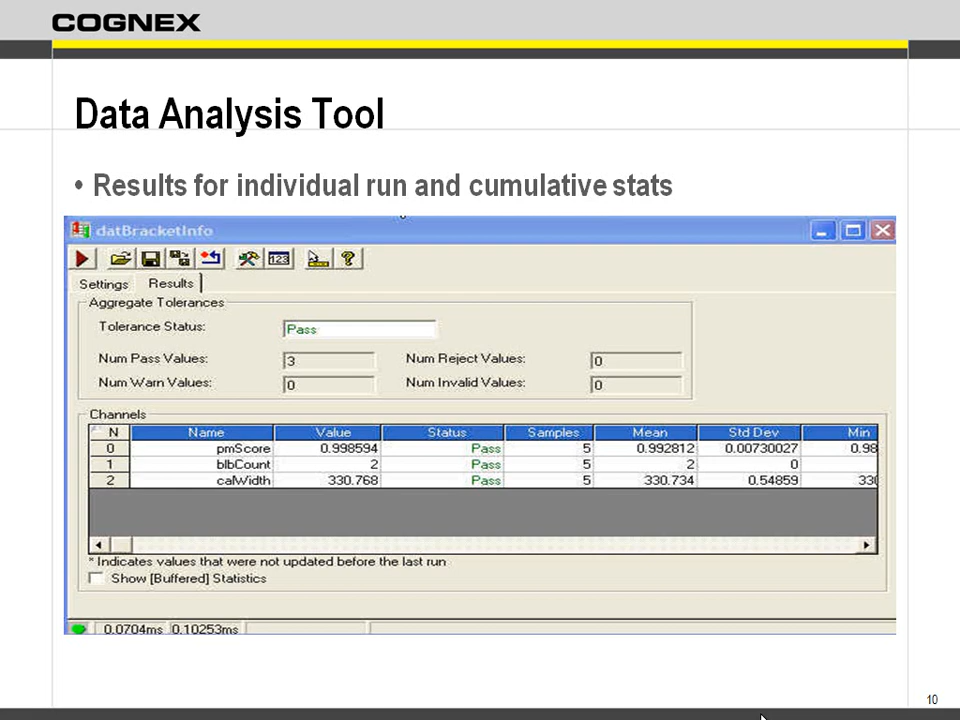 COGNEX
Data Analysis Tool
• Results for individual run and cumulative stats
datBracketInfo
Settings Results
Aggregate Tolerances
Tolerance Status: Pass
Num Pass Values: 3 Num Reject Values: 0
Num Warn Values: 0 Num Invalid Values: 0
Channels
N Name Value Status Samples Mean Std Dev Min
0 pmScore 0.998594 Pass 5 0.992812 0.00730027 0.98
1 blbCount 2 Pass 5 2 0
2 calWidth 330.768 Pass 5 330.734 0.54859 330
* Indicates values that were not updated before the last run
Show [Buffered] Statistics
0.0704ms 0.10253ms
10